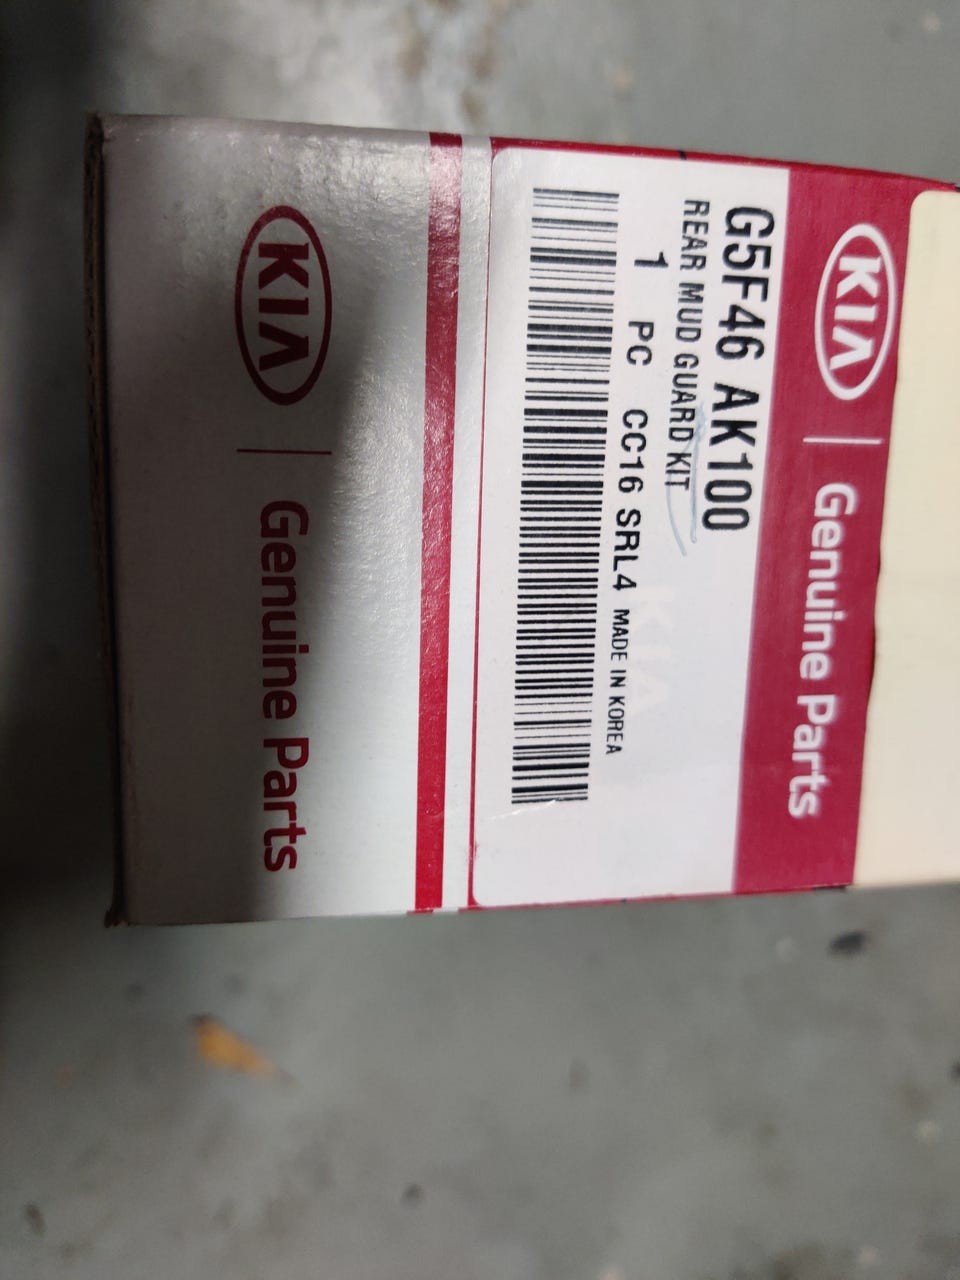 KIA | Genuine Parts
G5F46 AK100
REAR MUD GUARD KIT
1 PC CC16 SRL4 MADE IN KOREA
KIA | Genuine Parts